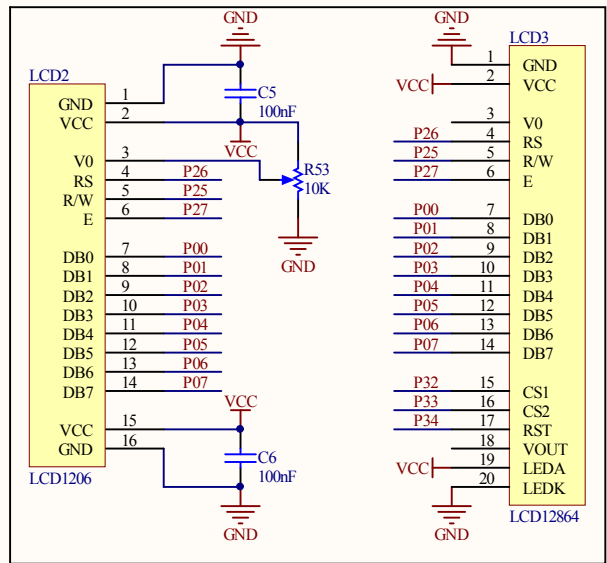 GND
LCD2
1
GND
2
VCC
C5
100nF
VCC
3
V0
4
RS
P26
5
R/W
P25
6
E
P27
R53
10K
GND
7
DB0
P00
8
DB1
P01
9
DB2
P02
10
DB3
P03
11
DB4
P04
12
DB5
P05
13
DB6
P06
14
DB7
P07
VCC
15
VCC
16
GND
C6
100nF
LCD1206
GND
GND
LCD3
1
GND
VCC
2
VCC
3
V0
P26
4
RS
P25
5
R/W
P27
6
E
P00
7
DB0
P01
8
DB1
P02
9
DB2
P03
10
DB3
P04
11
DB4
P05
12
DB5
P06
13
DB6
P07
14
DB7
P32
15
CS1
P33
16
CS2
P34
17
RST
18
VOUT
VCC
19
LEDA
20
LEDK
GND
LCD12864